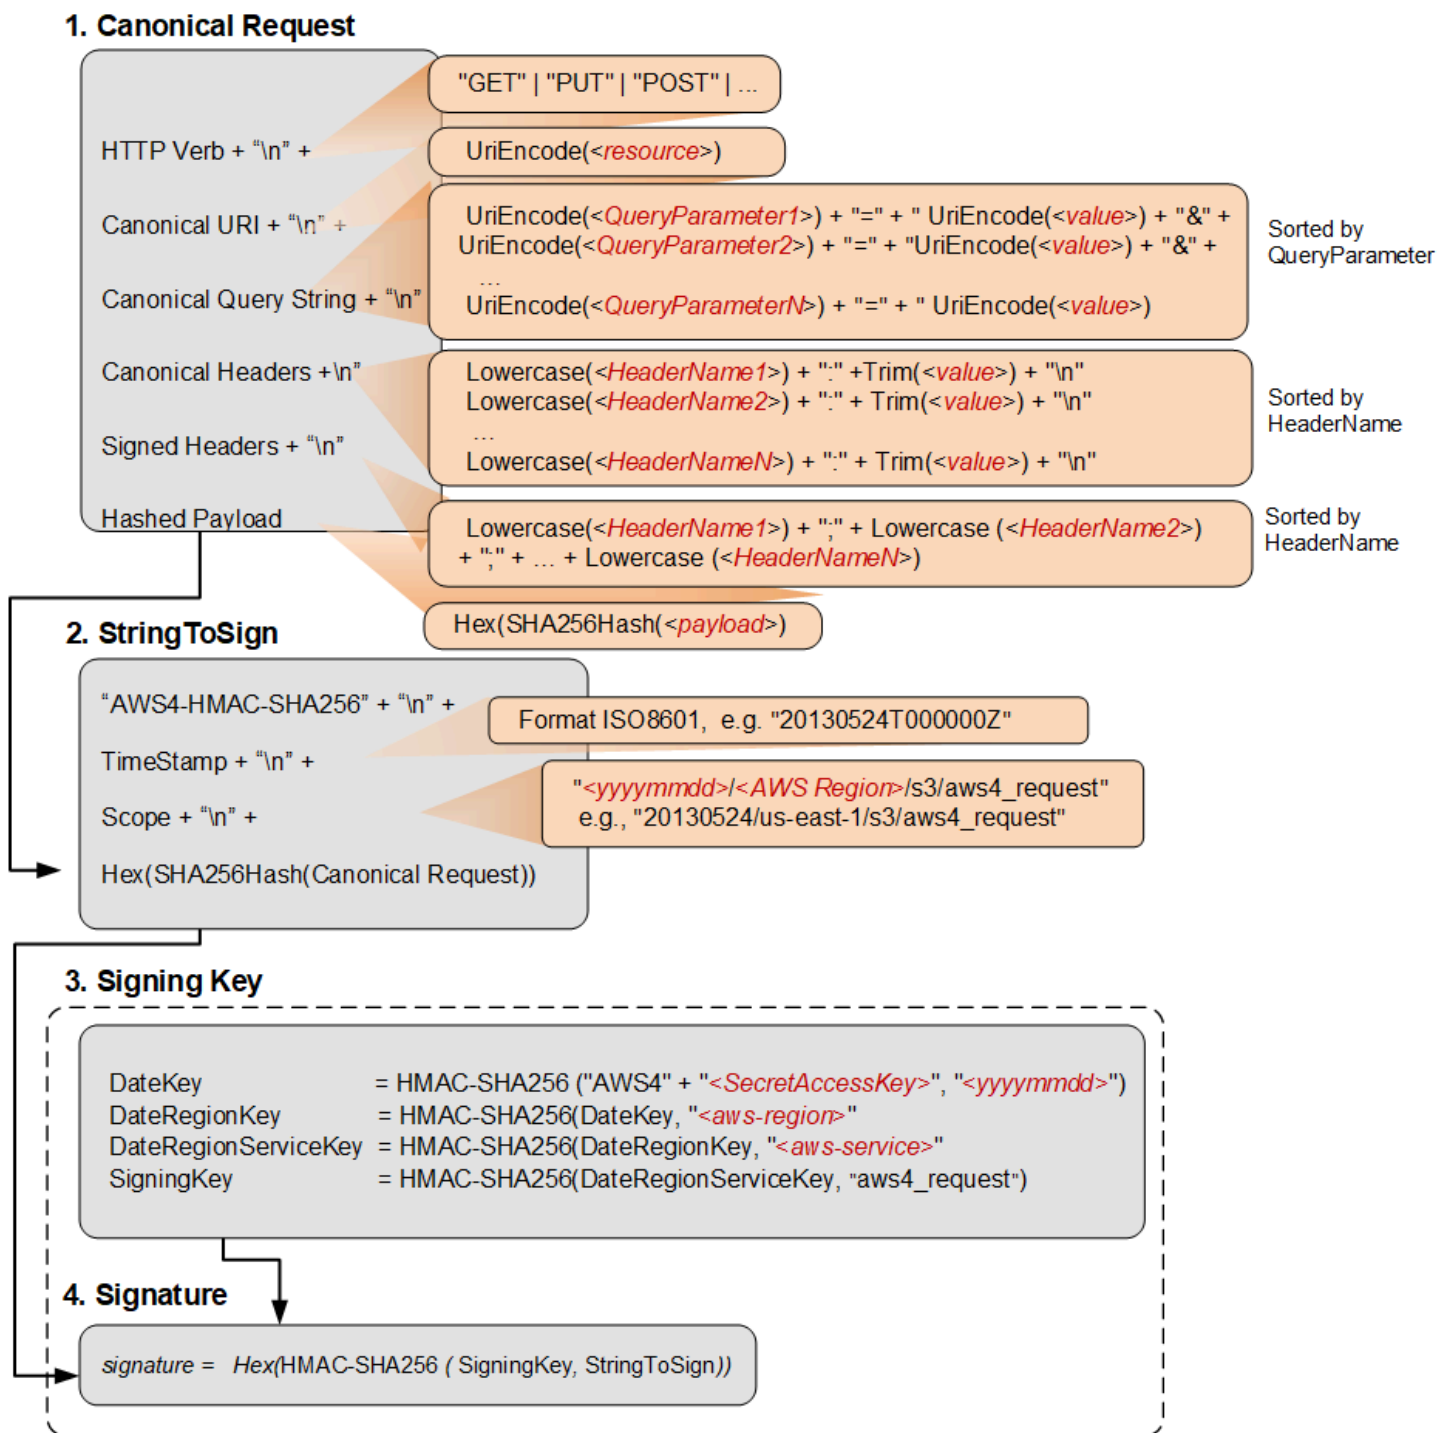 1. Canonical Request
"GET" | "PUT" | "POST" | ...
HTTP Verb + “\n” +
UriEncode(<resource>)
Canonical URI + “\n” +
UriEncode(<QueryParameter1>) + "=" + " UriEncode(<value>) + "&" +
UriEncode(<QueryParameter2>) + "=" + "UriEncode(<value>) + "&" +
...
UriEncode(<QueryParameterN>) + "=" + " UriEncode(<value>)
Sorted by
QueryParameter
Canonical Query String + “\n”
Canonical Headers +\n”
Lowercase(<HeaderName1>) + ":" +Trim(<value>) + "\n"
Lowercase(<HeaderName2>) + ":" + Trim(<value>) + "\n"
...
Lowercase(<HeaderNameN>) + ":" + Trim(<value>) + "\n"
Sorted by
HeaderName
Signed Headers + “\n”
Hashed Payload
Lowercase(<HeaderName1>) + ";" + Lowercase (<HeaderName2>)
+ ";" + ... + Lowercase (<HeaderNameN>)
Sorted by
HeaderName
Hex(SHA256Hash(<payload>)
2. StringToSign
“AWS4-HMAC-SHA256” + “\n” +
Format ISO8601, e.g. "20130524T000000Z"
TimeStamp + “\n” +
"<yyyymmdd>/<AWS Region>/s3/aws4_request"
e.g., "20130524/us-east-1/s3/aws4_request"
Scope + “\n” +
Hex(SHA256Hash(Canonical Request))
3. Signing Key
DateKey = HMAC-SHA256 ("AWS4" + "<SecretAccessKey>", "<yyyymmdd>")
DateRegionKey = HMAC-SHA256(DateKey, "<aws-region>"
DateRegionServiceKey = HMAC-SHA256(DateRegionKey, "<aws-service>"
SigningKey = HMAC-SHA256(DateRegionServiceKey, "aws4_request")
4. Signature
signature = Hex(HMAC-SHA256 ( SigningKey, StringToSign))